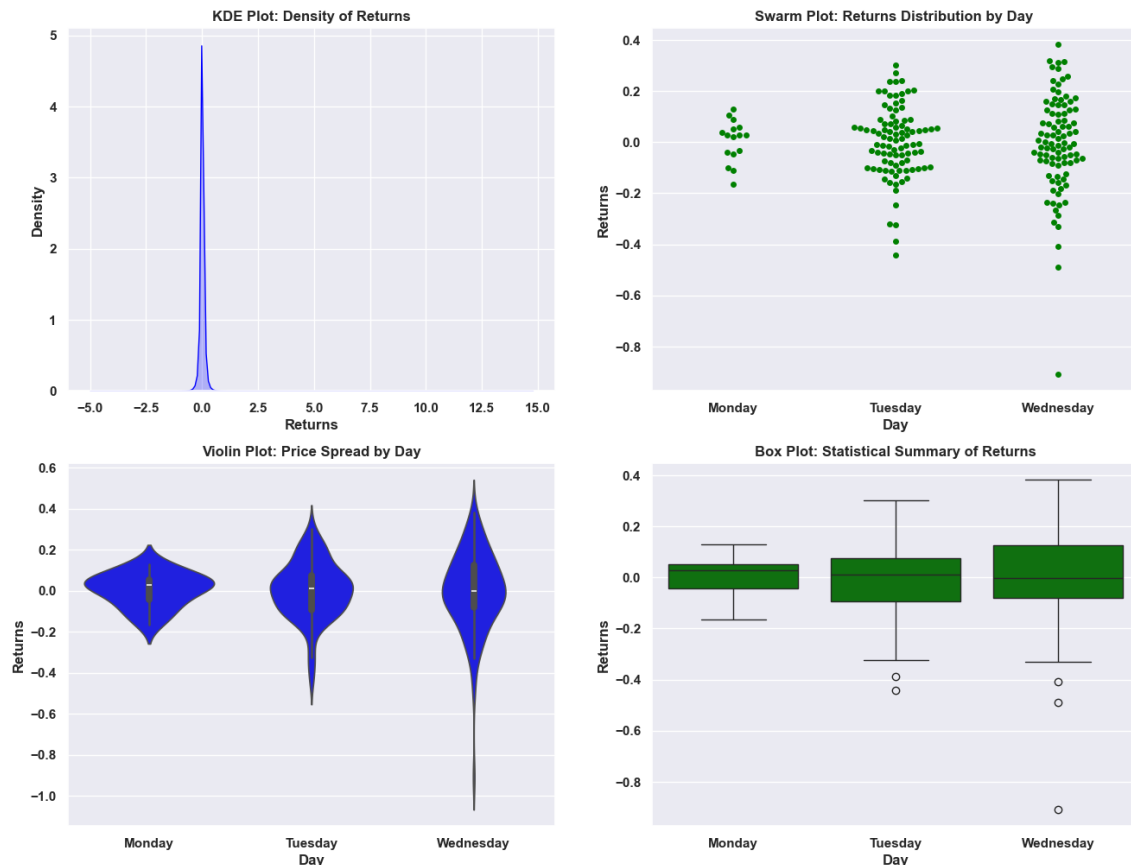 KDE Plot: Density of Returns
5
4
3
2
1
0
Density
−5.0 −2.5 0.0 2.5 5.0 7.5 10.0 12.5 15.0
Returns
Swarm Plot: Returns Distribution by Day
0.4
0.2
0.0
−0.2
−0.4
−0.6
−0.8
Returns
Monday Tuesday Wednesday
Day
Violin Plot: Price Spread by Day
0.6
0.4
0.2
0.0
−0.2
−0.4
−0.6
−0.8
−1.0
Returns
Monday Tuesday Wednesday
Day
Box Plot: Statistical Summary of Returns
0.4
0.2
0.0
−0.2
−0.4
−0.6
−0.8
Returns
Monday Tuesday Wednesday
Day